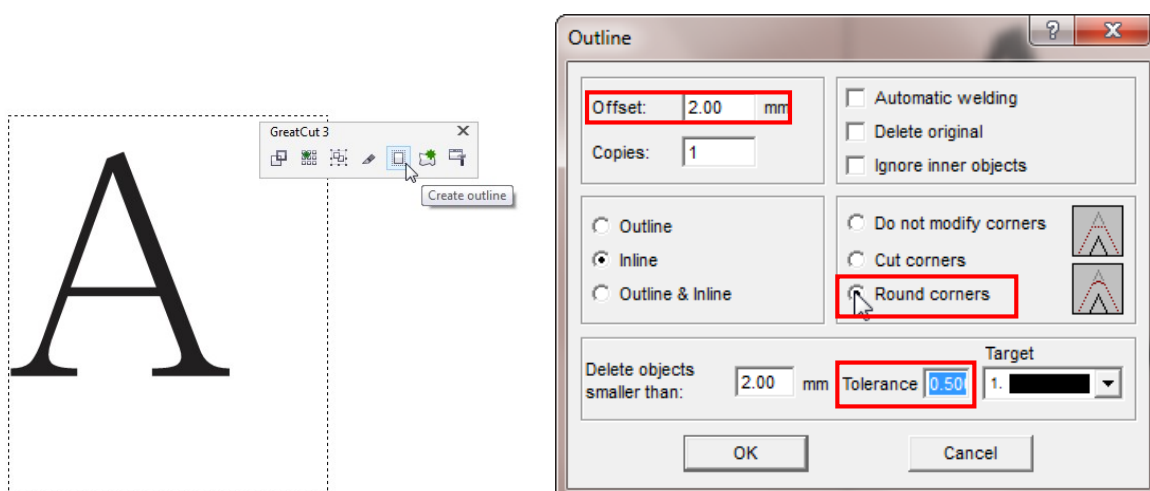 A
GreatCut 3
Create outline
Outline
Offset: 2.00 mm
Copies: 1
Automatic welding
Delete original
Ignore inner objects
Outline
Inline
Outline & Inline
Do not modify corners
Cut corners
Round corners
Delete objects
smaller than: 2.00 mm
Tolerance 0.50
Target
1.
OK
Cancel